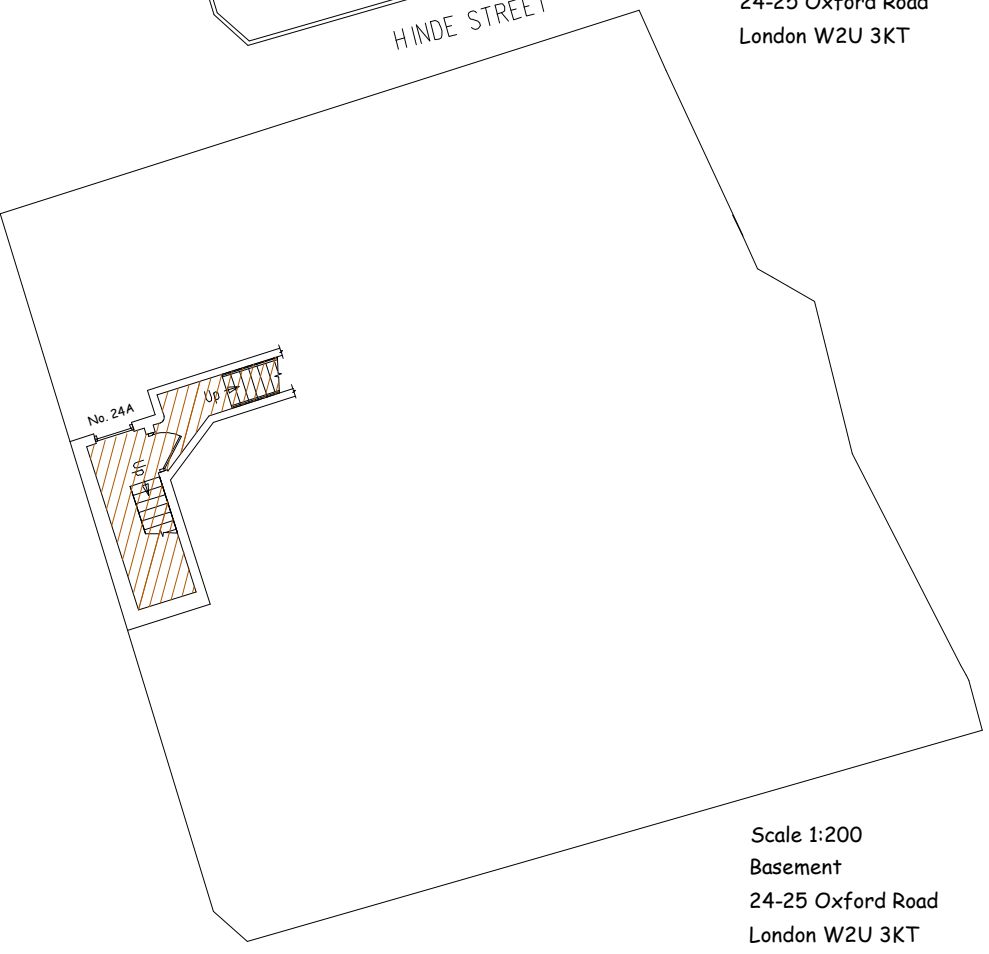 24-25 Oxford Road
London W2U 3KT
HINDE STREET
No. 24A
Up
Up
Scale 1:200
Basement
24-25 Oxford Road
London W2U 3KT